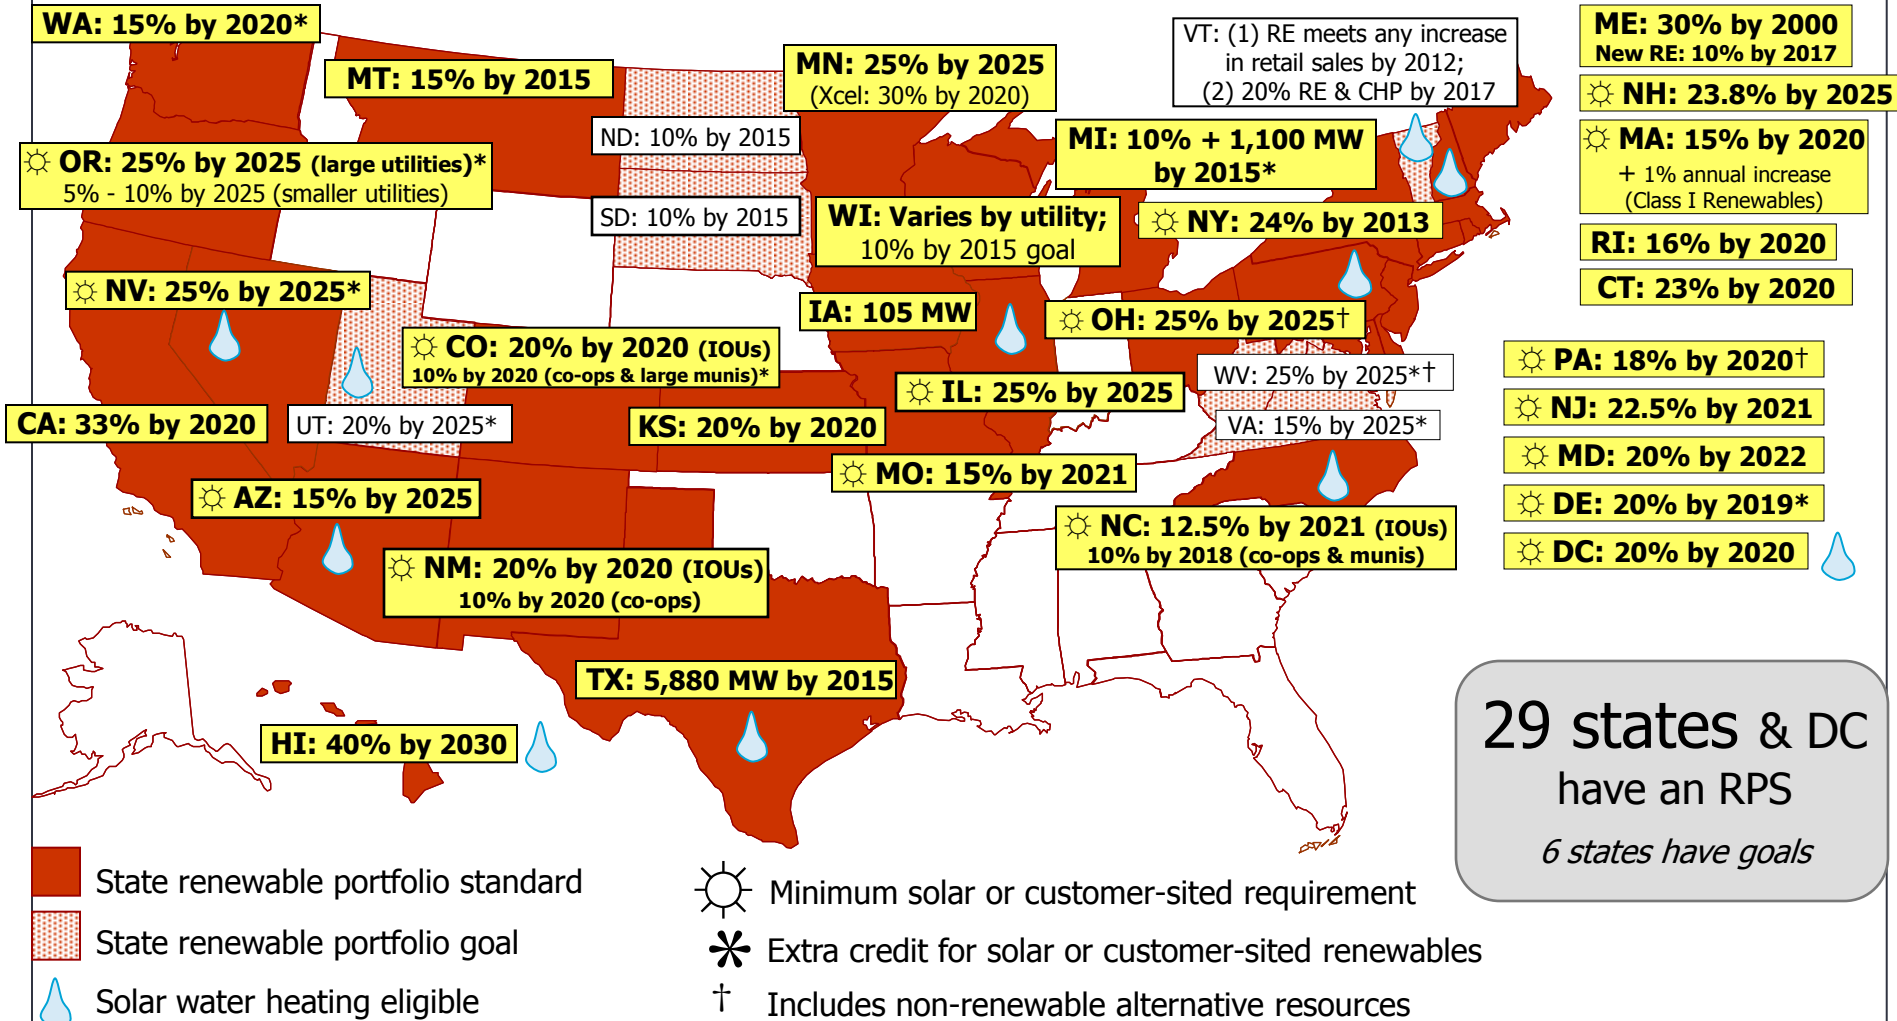 WA: 15% by 2020*
MT: 15% by 2015
MN: 25% by 2025
(Xcel: 30% by 2020)
VT: (1) RE meets any increase
in retail sales by 2012;
(2) 20% RE & CHP by 2017
ME: 30% by 2000
New RE: 10% by 2017
☼ NH: 23.8% by 2025
ND: 10% by 2015
MI: 10% + 1,100 MW
by 2015*
☼ MA: 15% by 2020
+ 1% annual increase
(Class I Renewables)
☼ OR: 25% by 2025 (large utilities)*
5% - 10% by 2025 (smaller utilities)
SD: 10% by 2015
WI: Varies by utility;
10% by 2015 goal
☼ NY: 24% by 2013
RI: 16% by 2020
CT: 23% by 2020
☼ NV: 25% by 2025*
IA: 105 MW
☼ OH: 25% by 2025†
☼ CO: 20% by 2020 (IOUs)
10% by 2020 (co-ops & large munis)*
WV: 25% by 2025*†
☼ PA: 18% by 2020†
☼ IL: 25% by 2025
☼ NJ: 22.5% by 2021
CA: 33% by 2020
UT: 20% by 2025*
KS: 20% by 2020
VA: 15% by 2025*
☼ MD: 20% by 2022
☼ MO: 15% by 2021
☼ AZ: 15% by 2025
☼ DE: 20% by 2019*
☼ NC: 12.5% by 2021 (IOUs)
10% by 2018 (co-ops & munis)
☼ DC: 20% by 2020
☼ NM: 20% by 2020 (IOUs)
10% by 2020 (co-ops)
TX: 5,880 MW by 2015
HI: 40% by 2030
29 states & DC
have an RPS
6 states have goals
State renewable portfolio standard
State renewable portfolio goal
Solar water heating eligible
☼ Minimum solar or customer-sited requirement
* Extra credit for solar or customer-sited renewables
† Includes non-renewable alternative resources